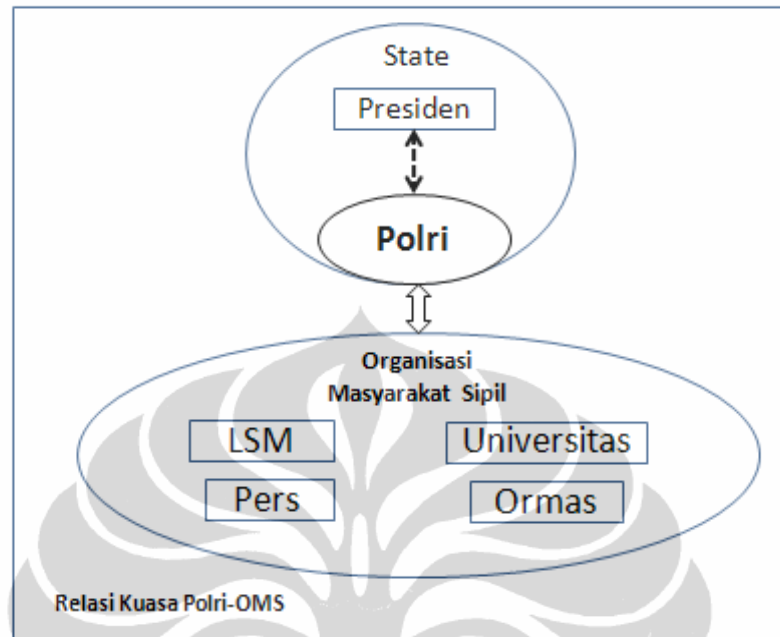 State
Presiden
Polri
Organisasi
Masyarakat Sipil
LSM
Universitas
Pers
Ormas
Relasi Kuasa Polri-OMS